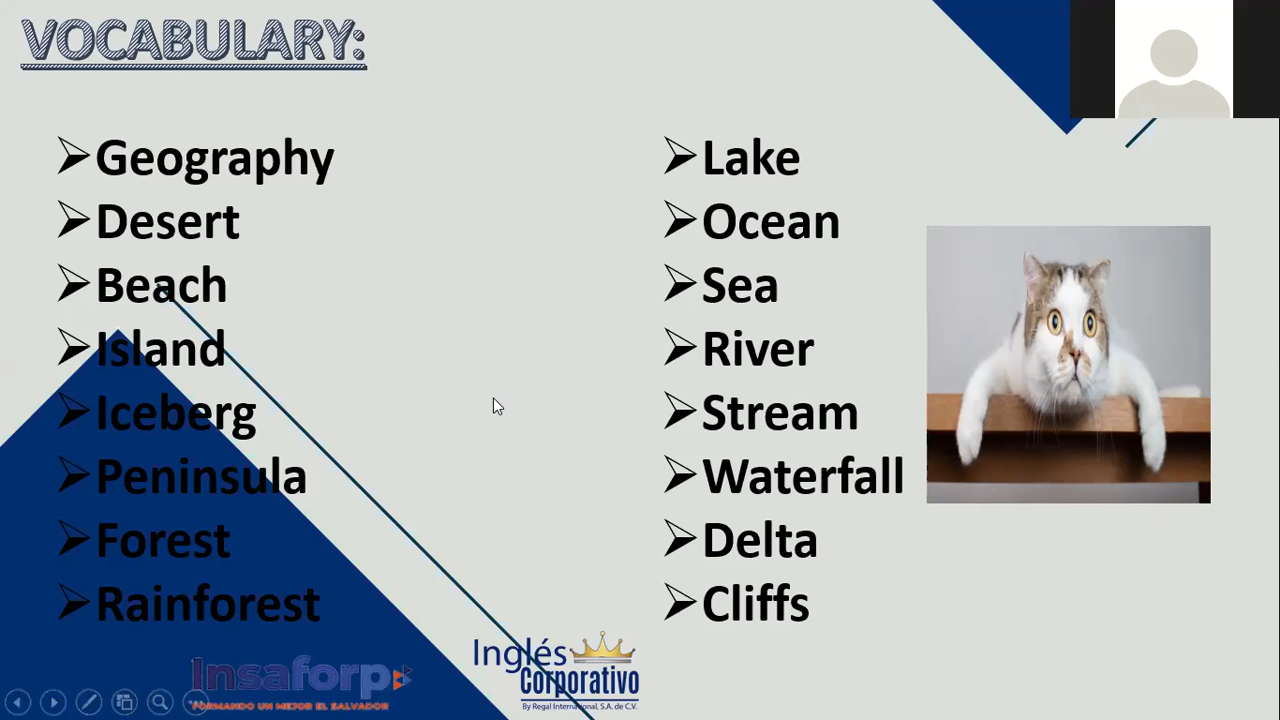 VOCABULARY:
Geography
Desert
Beach
Island
Iceberg
Peninsula
Forest
Rainforest
Lake
Ocean
Sea
River
Stream
Waterfall
Delta
Cliffs
Insaforp
FORMANDO UN MEJOR EL SALVADOR
Inglés
Corporativo
By Regal International, S.A. de C.V.